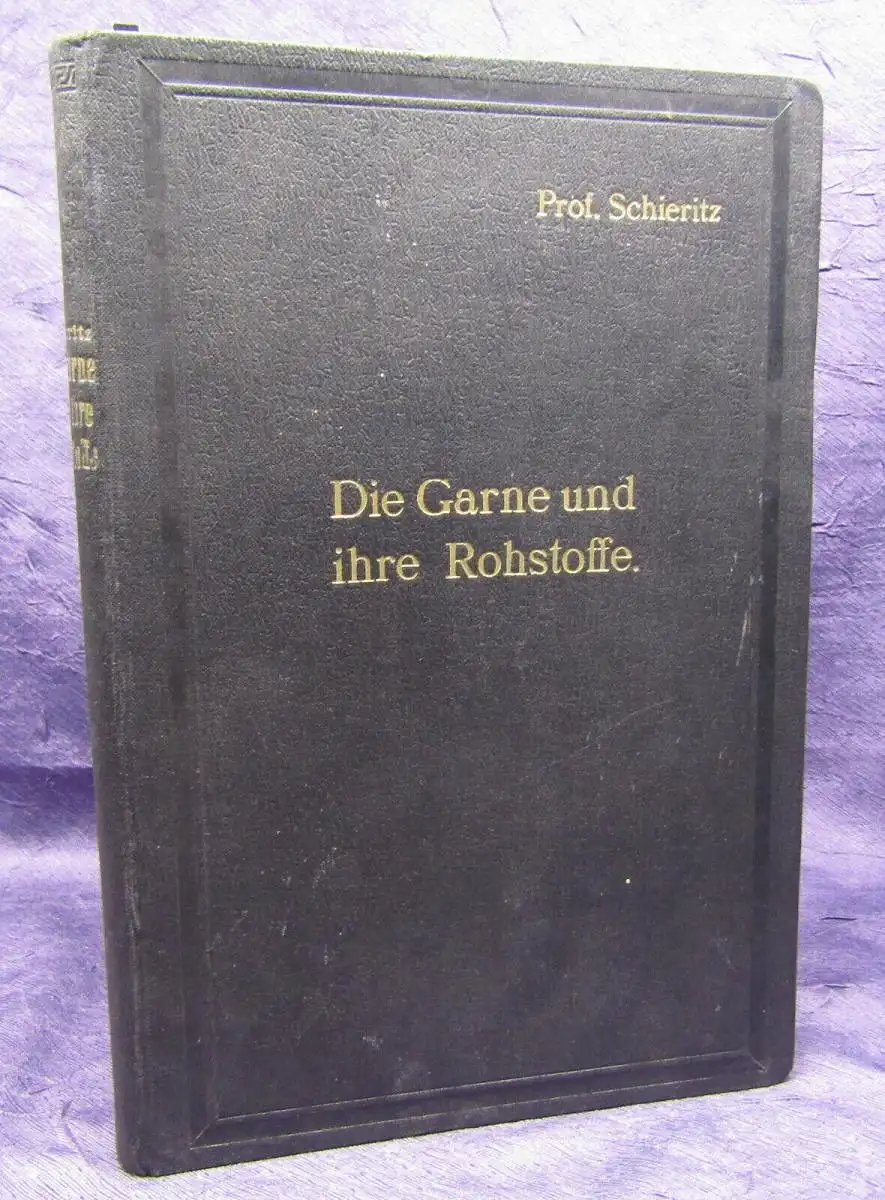 Prof. Schieritz
Die Garne und
ihre Rohstoffe.